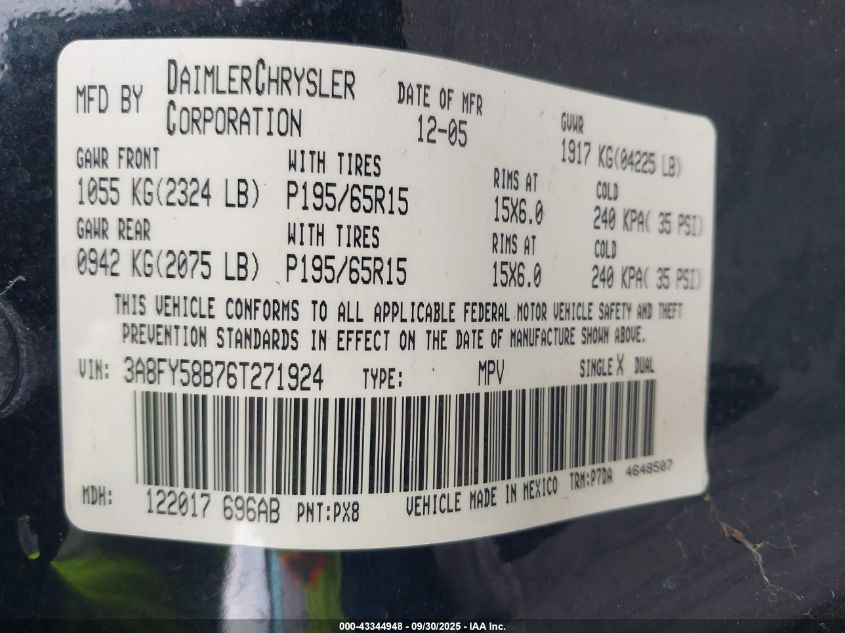 MFD BY DAIMLERCHRYSLER CORPORATION DATE OF MFR 12-05 GVWR 1917 KG(04225 LB)
GAWR FRONT WITH TIRES RIMS AT COLD
1055 KG(2324 LB) P195/65R15 15X6.0 240 KPA( 35 PSI)
GAWR REAR WITH TIRES RIMS AT COLD
0942 KG(2075 LB) P195/65R15 15X6.0 240 KPA( 35 PSI)
THIS VEHICLE CONFORMS TO ALL APPLICABLE FEDERAL MOTOR VEHICLE SAFETY AND THEFT
PREVENTION STANDARDS IN EFFECT ON THE DATE OF MANUFACTURE SHOWN ABOVE.
VIN: 3A8FY58B76T271924 TYPE: MPV SINGLE X DUAL
MDH: 122017 696AB PNT:PX8 VEHICLE MADE IN MEXICO TRM:P7DA 4648507
000-43344948 - 09/30/2025 - IAA Inc.